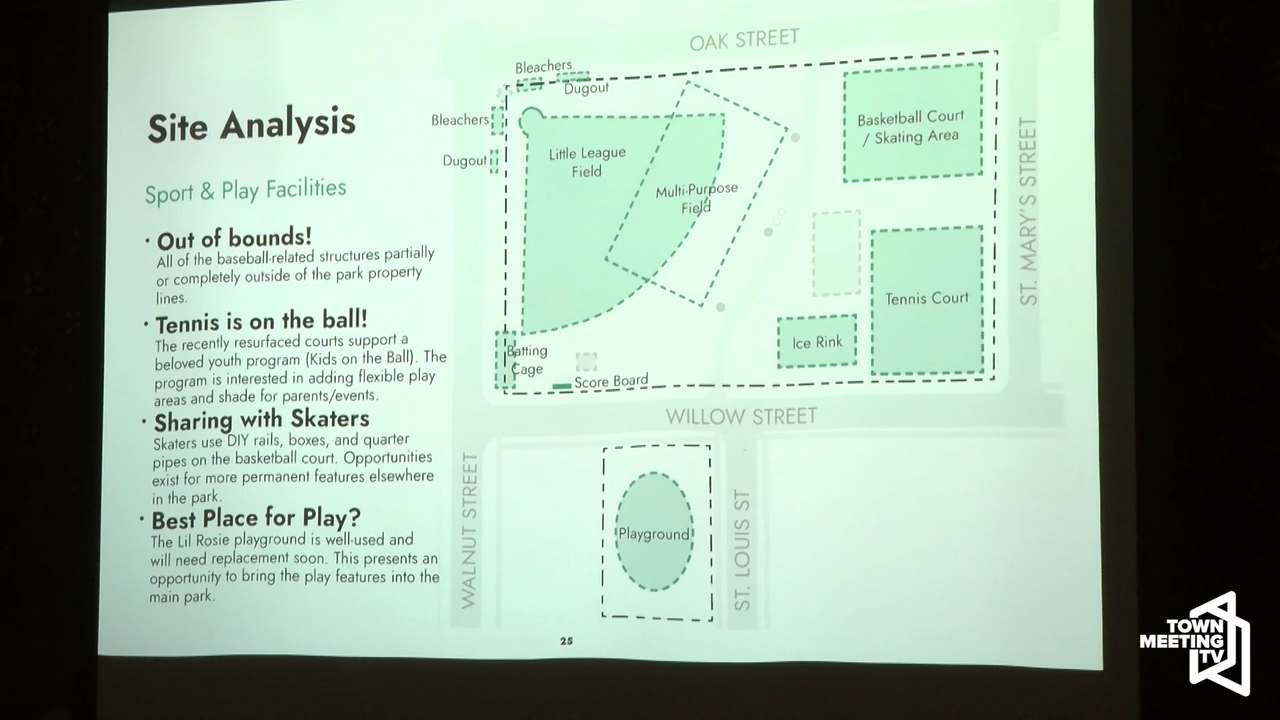 Site Analysis
Sport & Play Facilities
· Out of bounds!
All of the baseball-related structures partially
or completely outside of the park property
lines.
· Tennis is on the ball!
The recently resurfaced courts support a
beloved youth program (Kids on the Ball). The
program is interested in adding flexible play
areas and shade for parents/events.
· Sharing with Skaters
Skaters use DIY rails, boxes, and quarter
pipes on the basketball court. Opportunities
exist for more permanent features elsewhere
in the park.
· Best Place for Play?
The Lil Rosie playground is well-used and
will need replacement soon. This presents an
opportunity to bring the play features into the
main park.
OAK STREET
Bleachers
Dugout
Bleachers
Dugout
Little League
Field
Multi-Purpose
Field
Basketball Court
/ Skating Area
ST. MARY'S STREET
Tennis Court
Ice Rink
Batting
Cage
Score Board
WILLOW STREET
WALNUT STREET
Playground
ST. LOUIS ST
25
TOWN
MEETING
TV